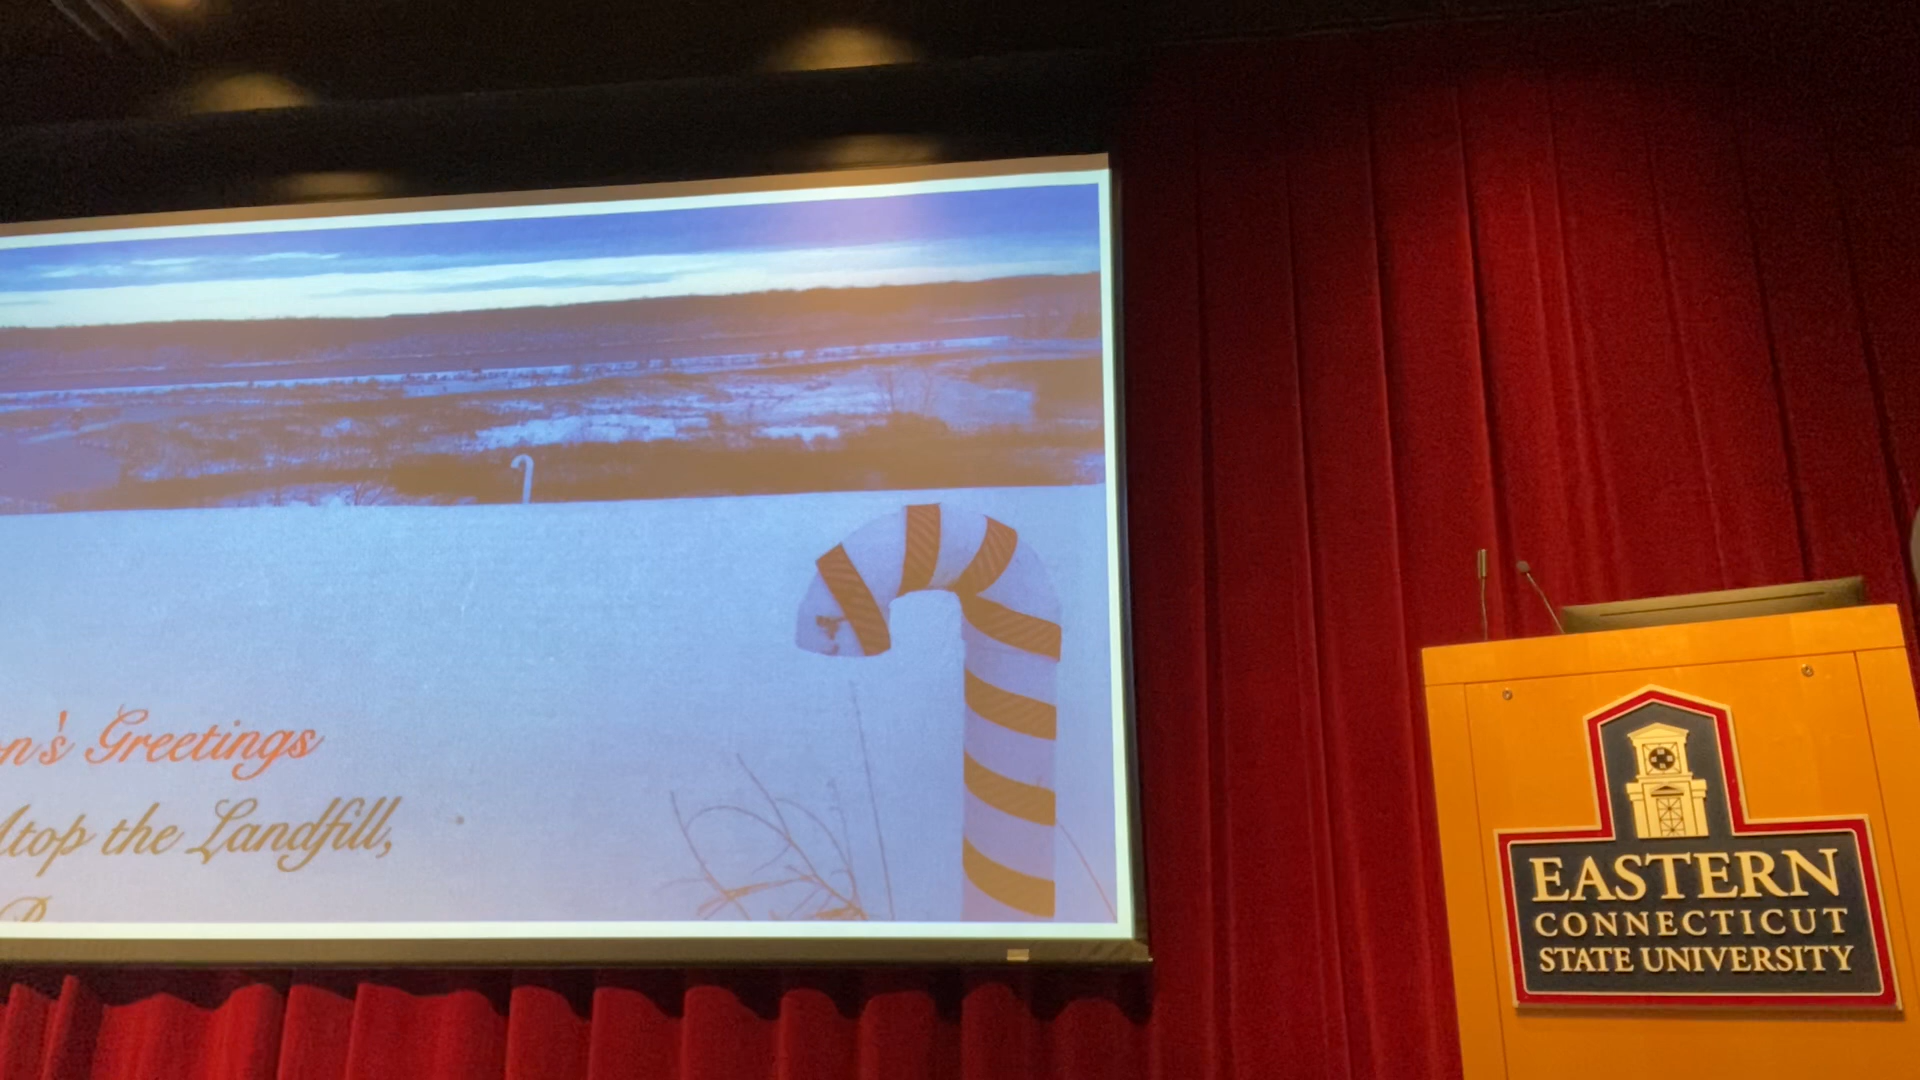 Greetings
Atop the Landfill,
EASTERN
CONNECTICUT
STATE UNIVERSITY